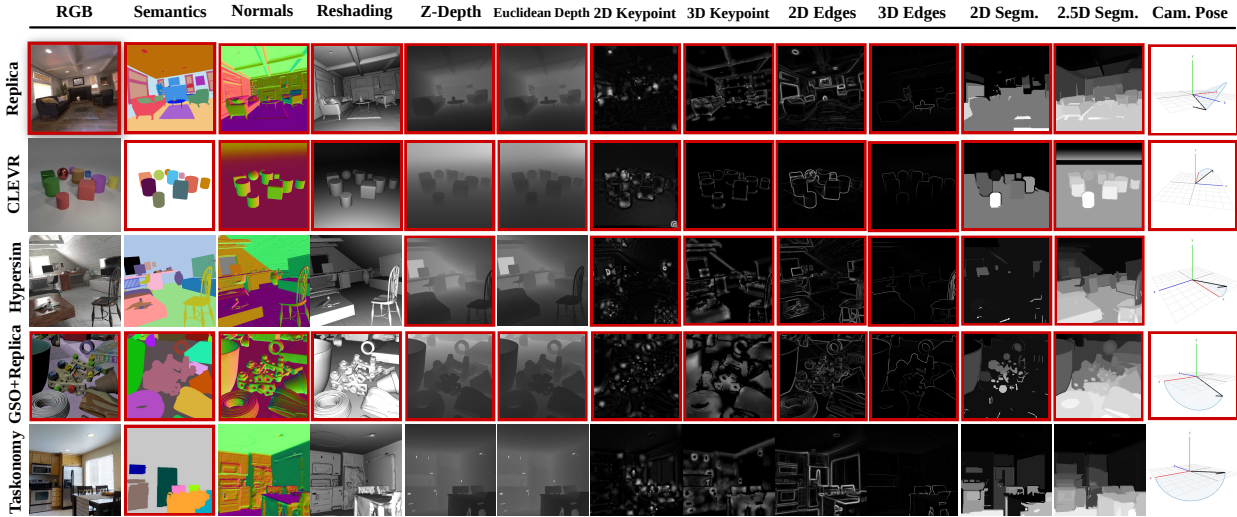 RGB Semantics Normals Reshading Z-Depth Euclidean Depth 2D Keypoint 3D Keypoint 2D Edges 3D Edges 2D Segm. 2.5D Segm. Cam. Pose
Replica
CLEVR
Hypersim
GSO+Replica
Taskonomy